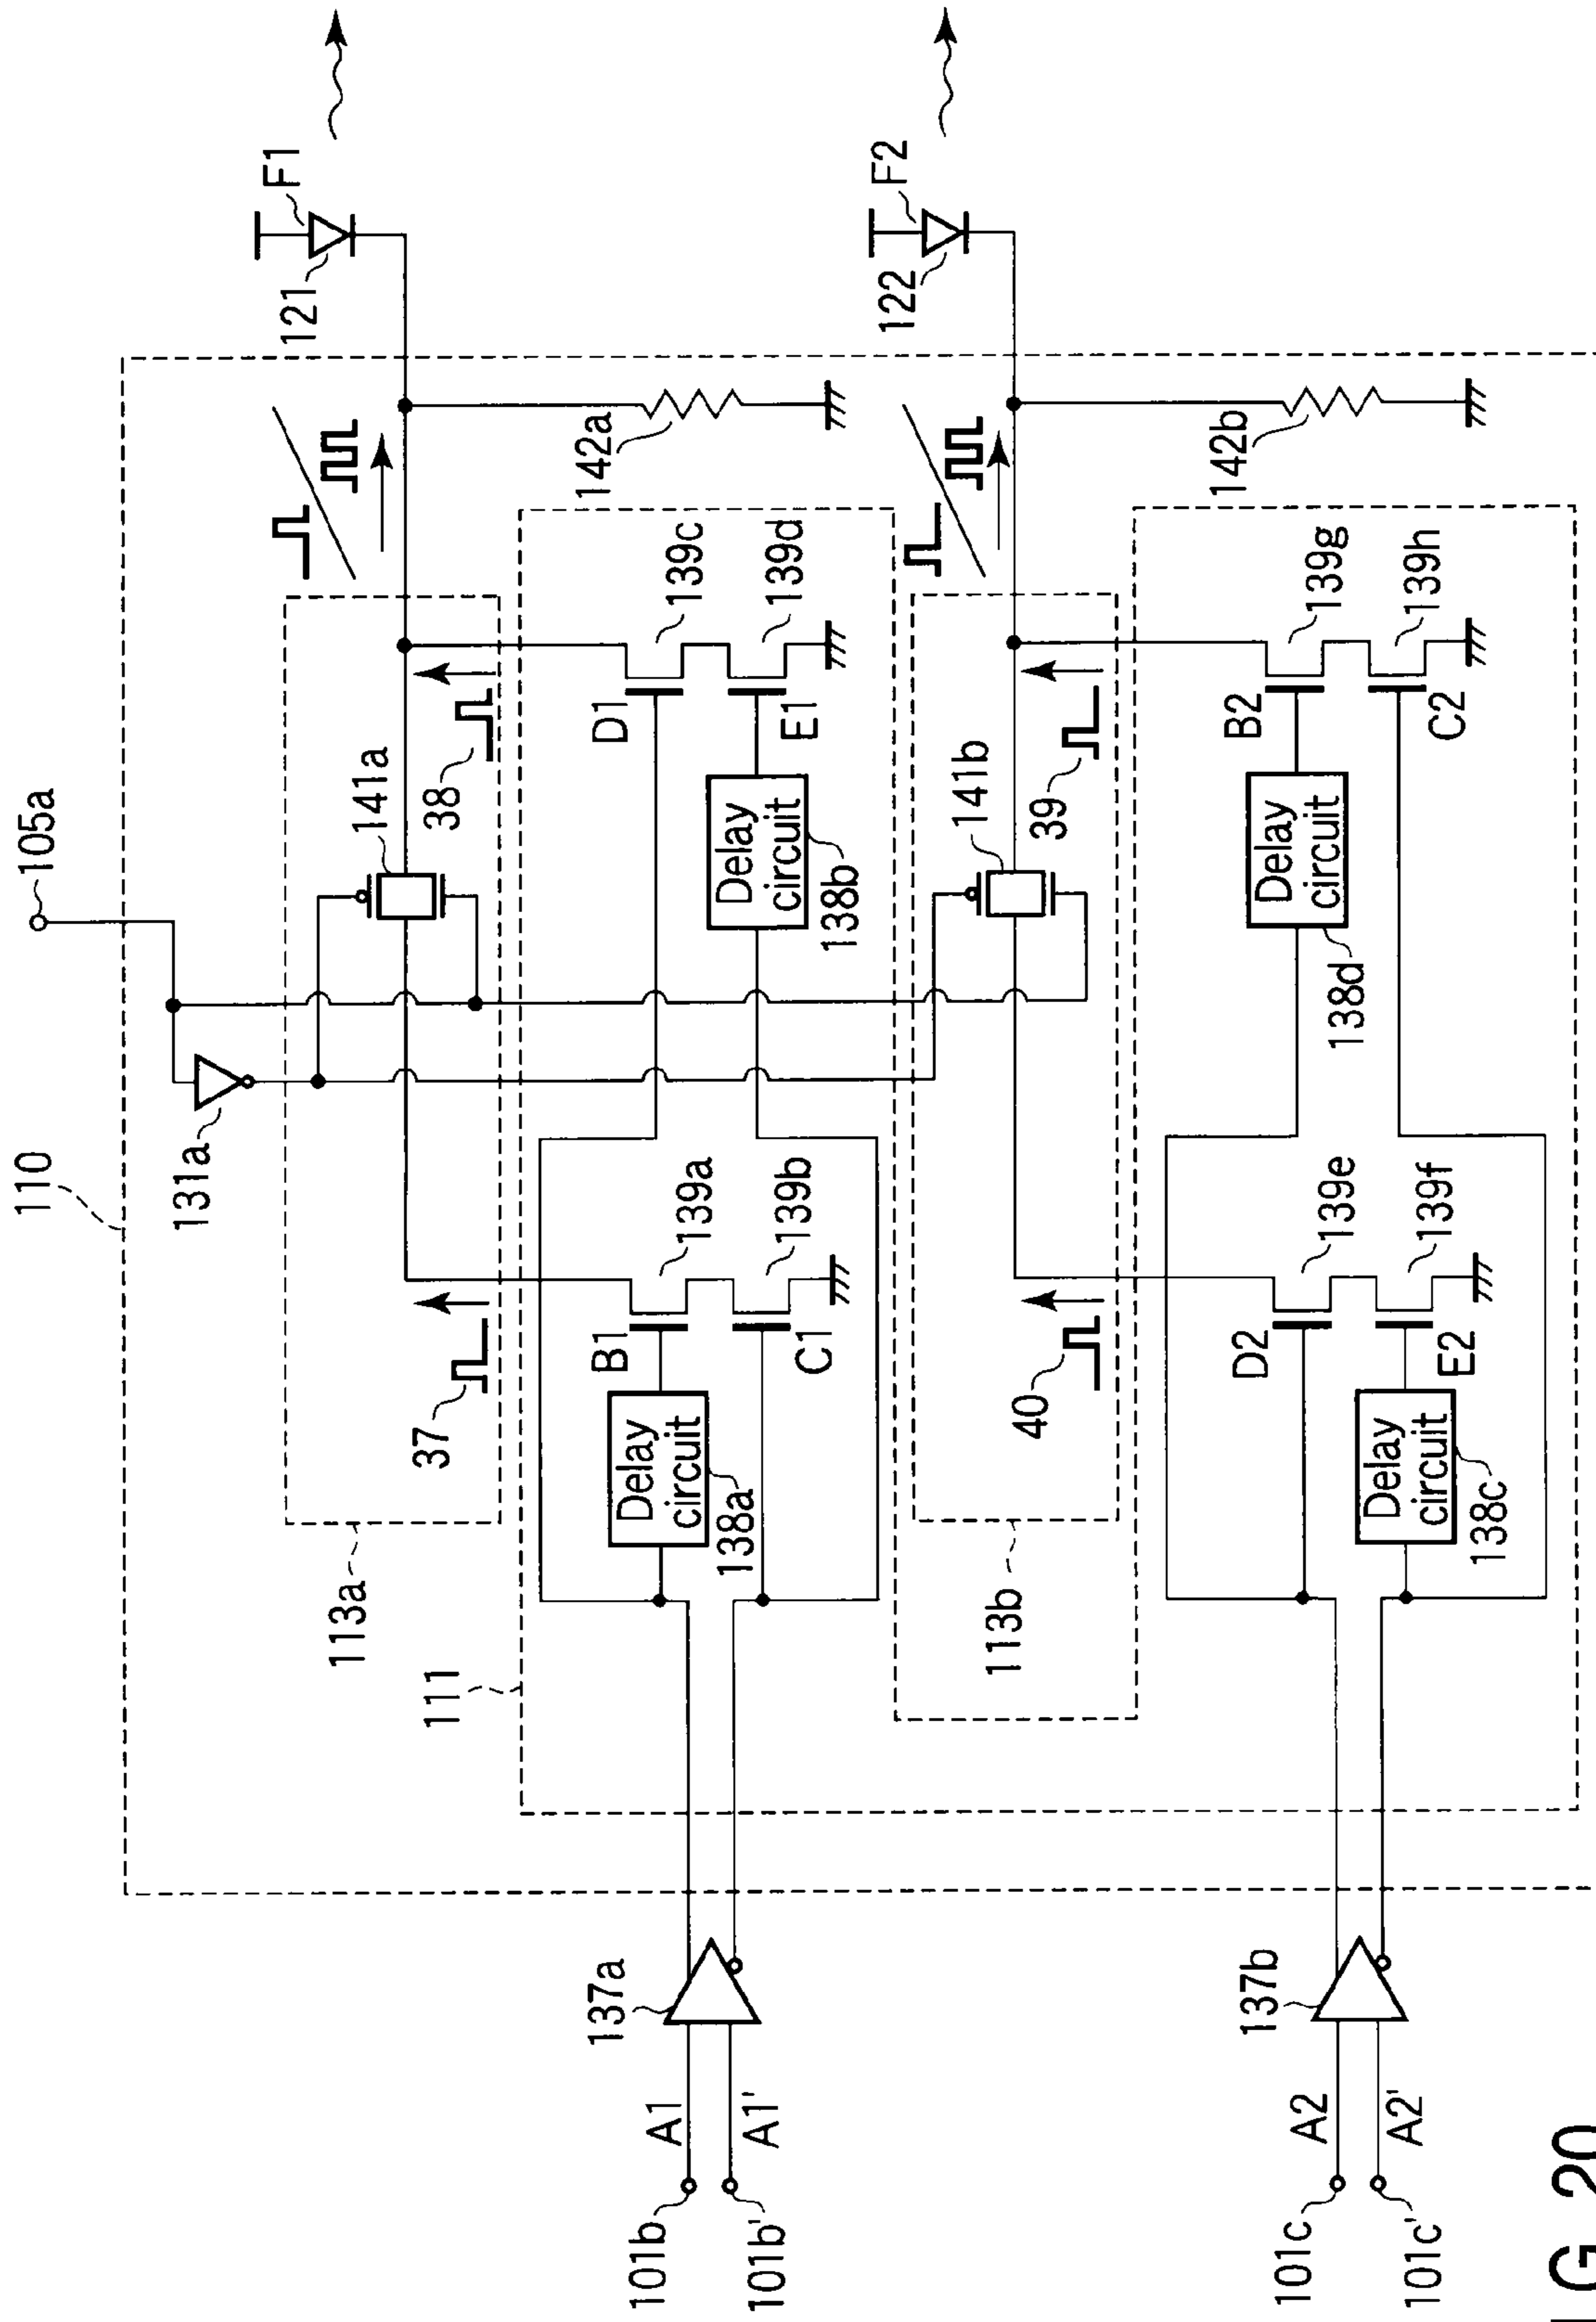 110
105a
131a
113a
37
141a
38
121
F1
142a
111
138a
Delay
circuit
B1
C1
139a
139b
D1
E1
139c
139d
Delay
circuit
138b
101b
101b'
A1
A1'
137a
113b
40
141b
39
122
F2
142b
Delay
circuit
138c
D2
E2
139e
139f
Delay
circuit
138d
B2
C2
139g
139h
101c
101c'
A2
A2'
137b
G. 20